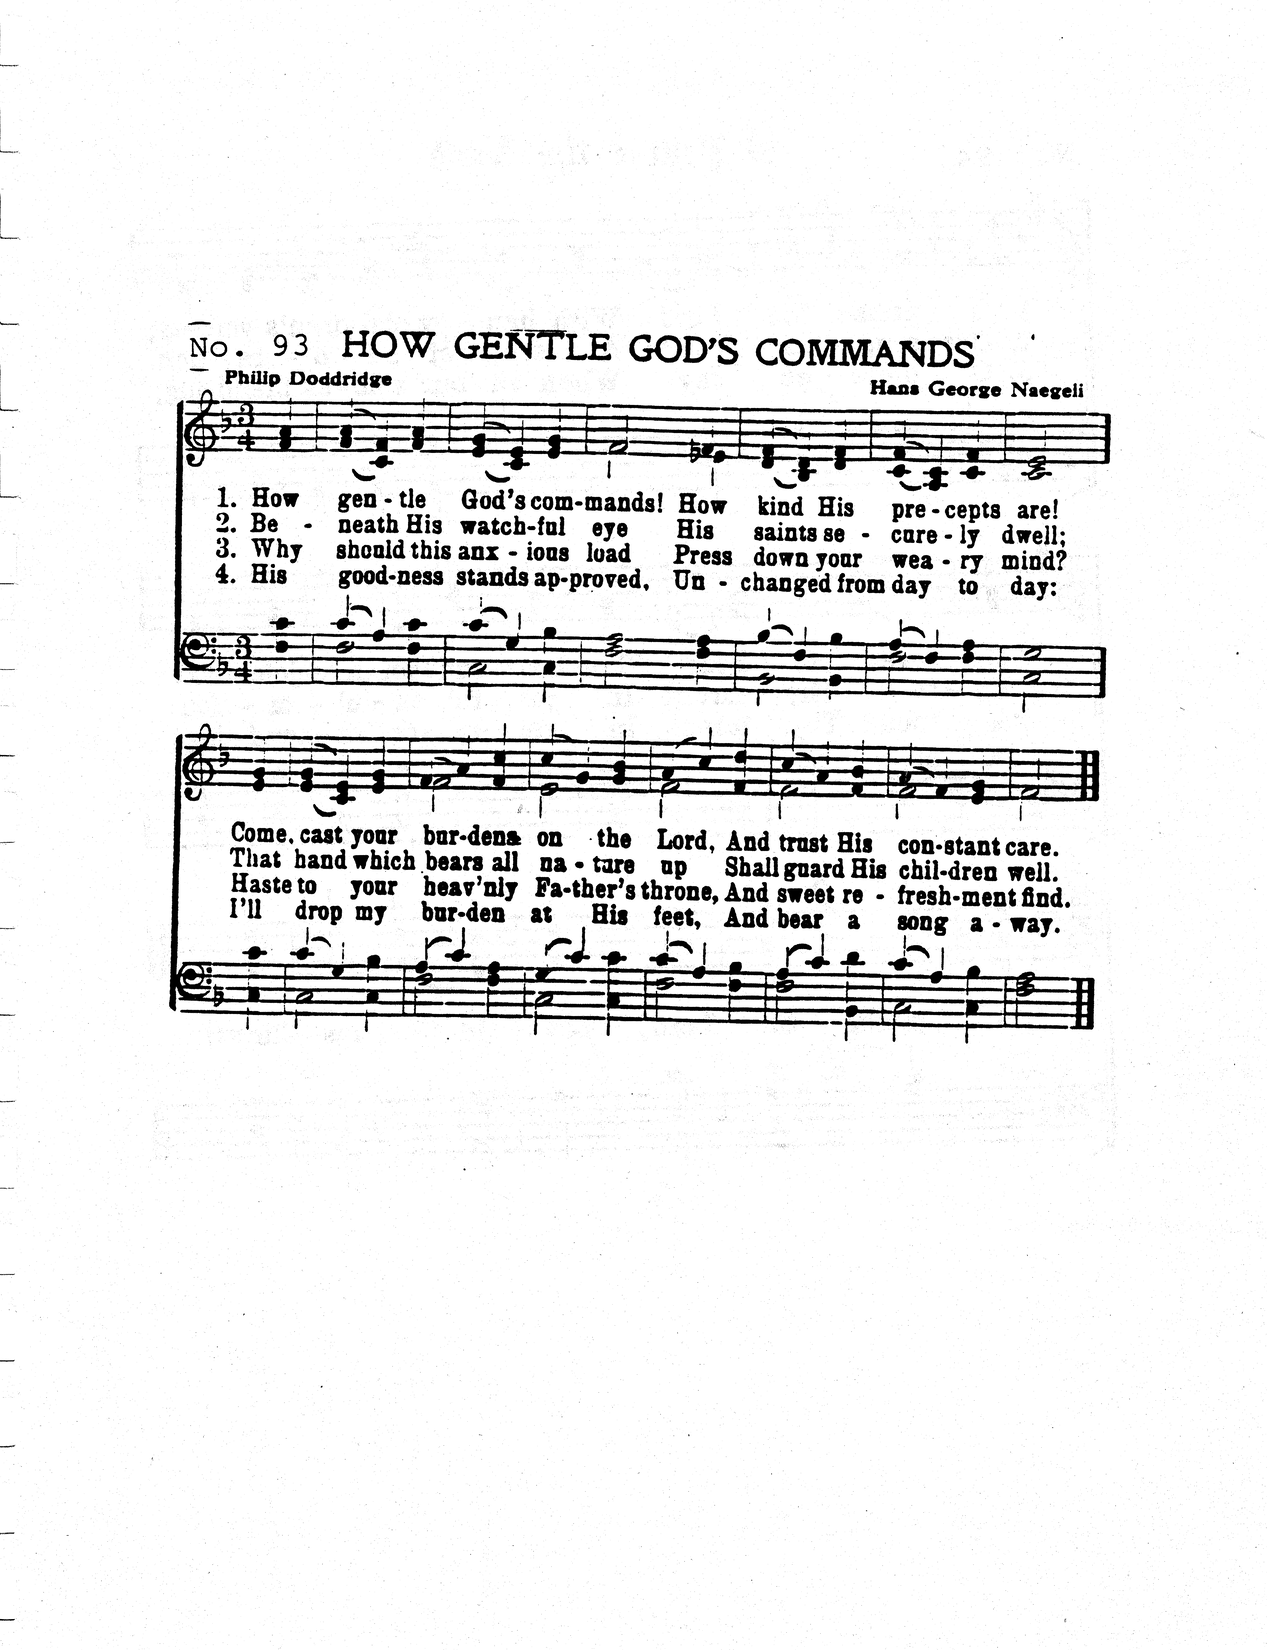 No. 93 HOW GENTLE GOD'S COMMANDS
Philip Doddridge
Hans George Naegeli
3 4
1. How gen - tle God's com - mands! How kind His pre - cepts are!
2. Be - neath His watch - ful eye His saints se - cure - ly dwell;
3. Why should this anx - ious load Press down your wea - ry mind?
4. His good - ness stands ap - proved, Un - changed from day to day:
3 4
Come, cast your bur - dens on the Lord, And trust His con - stant care.
That hand which bears all na - ture up Shall guard His chil - dren well.
Haste to your heav'nly Fa - ther's throne, And sweet re - fresh - ment find.
I'll drop my bur - den at His feet, And bear a song a - way.